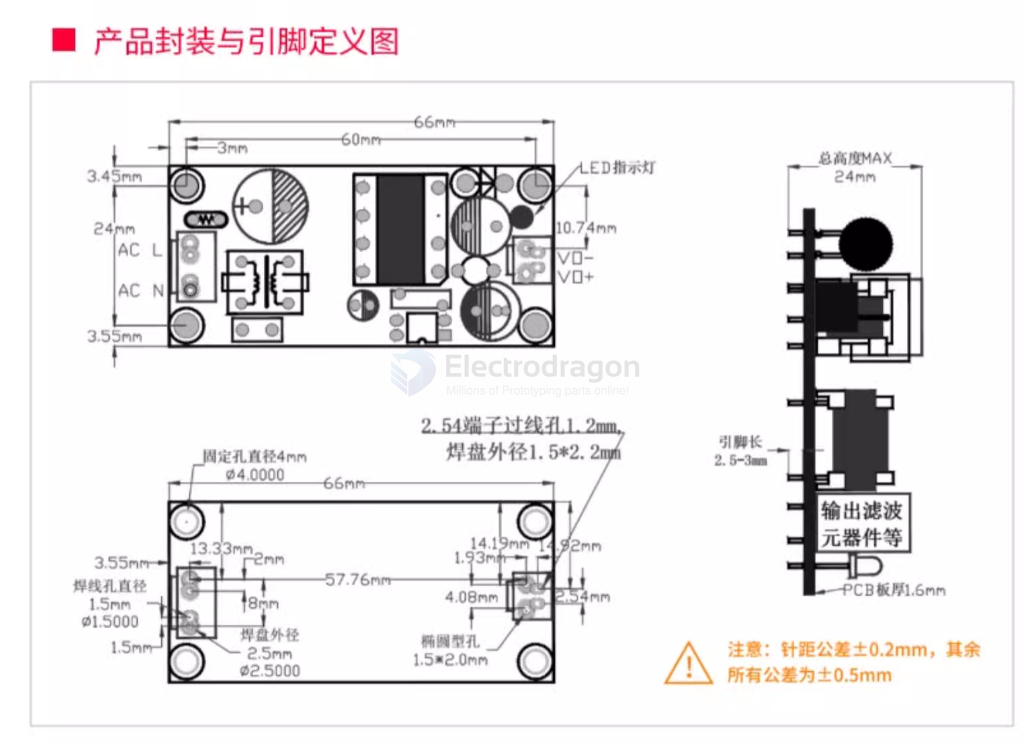 产品封装与引脚定义图
66mm
60mm
3mm
3.45mm
24mm
AC L
AC N
3.55mm
LED指示灯
10.74mm
VO-
VO+
总高度MAX
24mm
Electrodragon
Millions of Prototyping parts online!
2.54端子过线孔1.2mm,
焊盘外径1.5*2.2mm
引脚长
2.5-3mm
固定孔直径4mm
Ø4.0000
66mm
13.33mm
2mm
3.55mm
焊线孔直径
1.5mm
Ø1.5000
1.5mm
57.76mm
8mm
焊盘外径
2.5mm
Ø2.5000
14.19mm
14.92mm
1.93mm
4.08mm
2.54mm
椭圆型孔
1.5*2.0mm
输出滤波
元器件等
PCB板厚1.6mm
注意：针距公差±0.2mm，其余
所有公差为±0.5mm